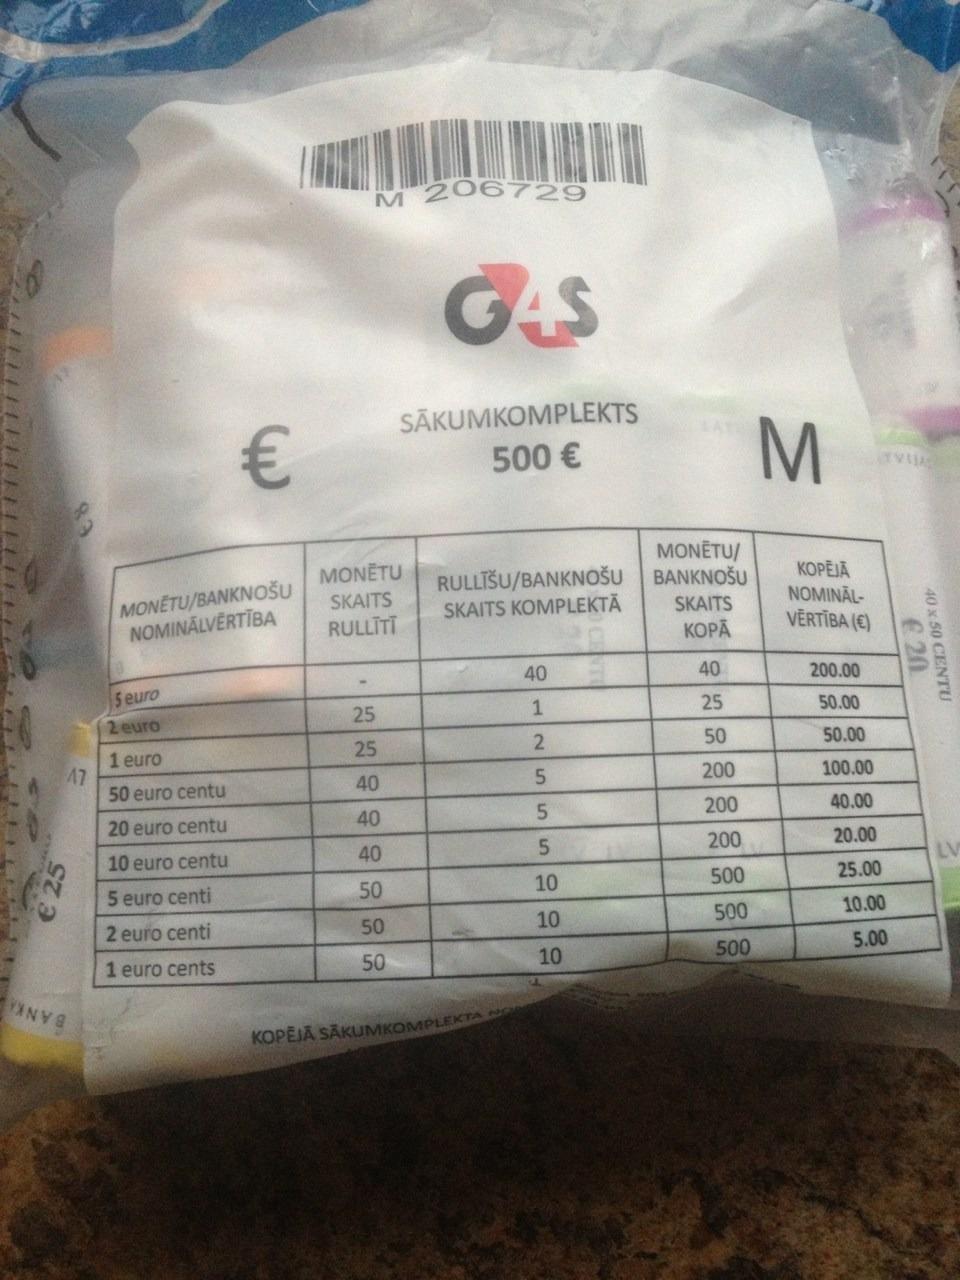 M 206729
G4S
SĀKUMKOMPLEKTS
€ 500 € M
MONĒTU/BANKNOŠU NOMINĀLVĒRTĪBA MONĒTU SKAITS RULLĪTĪ RULLĪŠU/BANKNOŠU SKAITS KOMPLEKTĀ MONĒTU/ BANKNOŠU SKAITS KOPĀ KOPĒJĀ NOMINĀL- VĒRTĪBA (€)
5 euro - 40 40 200.00
2 euro 25 1 25 50.00
1 euro 25 2 50 50.00
50 euro centu 40 5 200 100.00
20 euro centu 40 5 200 40.00
10 euro centu 40 5 200 20.00
5 euro centi 50 10 500 25.00
2 euro centi 50 10 500 10.00
1 euro cents 50 10 500 5.00
KOPĒJĀ SĀKUMKOMPLEKTA
40 x 50 CENTU
€ 20
€ 25
BANKA
LV